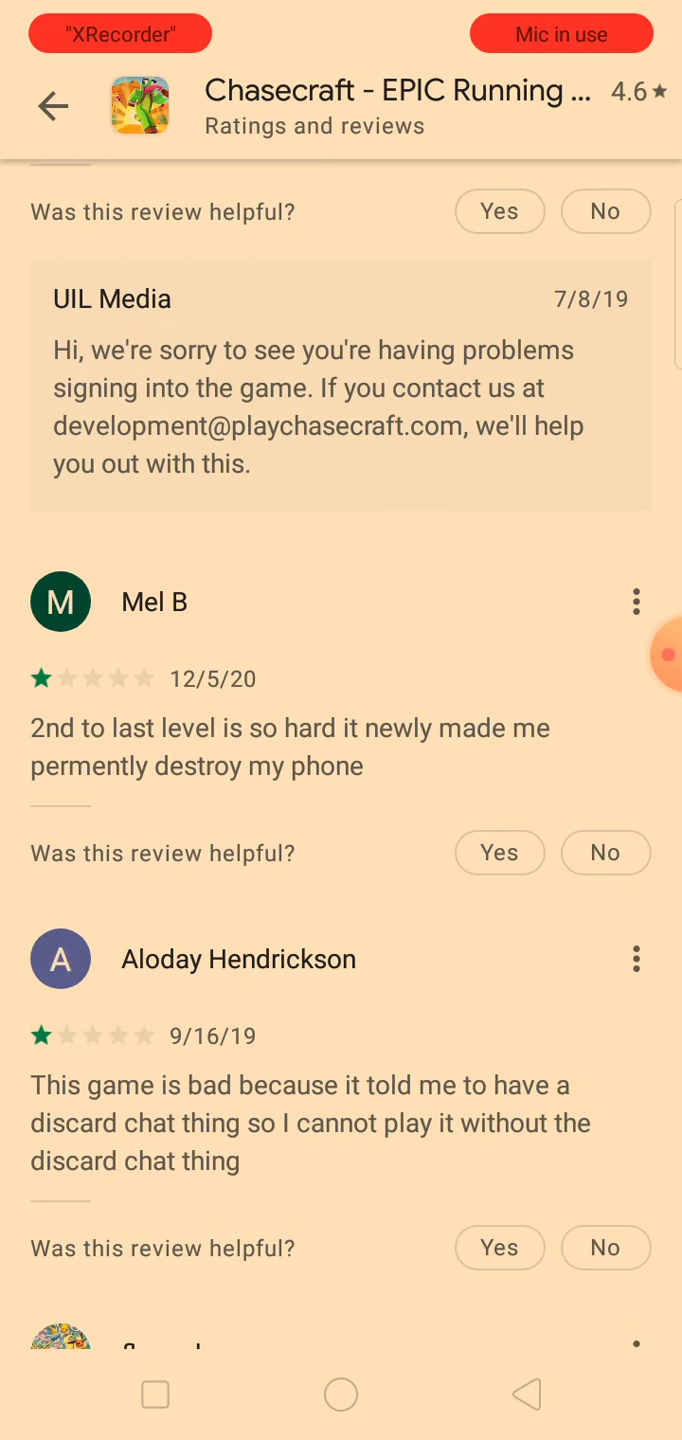 "XRecorder"
Mic in use
Chasecraft - EPIC Running ...
4.6★
Ratings and reviews
Was this review helpful?
Yes
No
UIL Media
7/8/19
Hi, we're sorry to see you're having problems
signing into the game. If you contact us at
development@playchasecraft.com, we'll help
you out with this.
M
Mel B
12/5/20
2nd to last level is so hard it newly made me
permently destroy my phone
Was this review helpful?
Yes
No
A
Aloday Hendrickson
9/16/19
This game is bad because it told me to have a
discard chat thing so I cannot play it without the
discard chat thing
Was this review helpful?
Yes
No